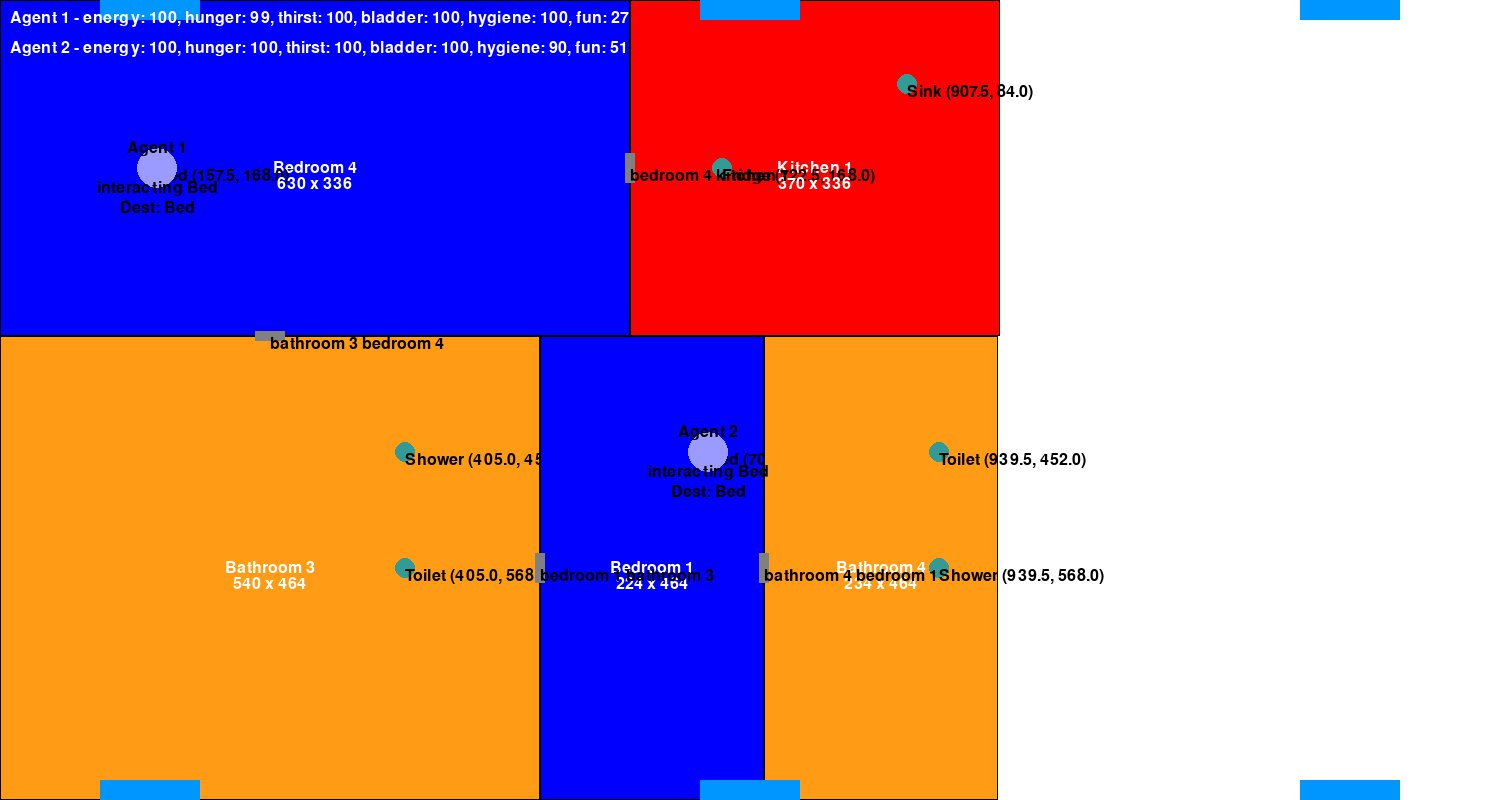 Agent 1 - energy: 100, hunger: 99, thirst: 100, bladder: 100, hygiene: 100, fun: 27
Agent 2 - energy: 100, hunger: 100, thirst: 100, bladder: 100, hygiene: 90, fun: 51
Sink (907.5, 84.0)
Agent 1
Bedroom 4
630 x 336
(157.5, 168.0)
interacting Bed
Dest: Bed
bedroom 4 kitchen 1
Fridge (722.5, 168.0)
Kitchen 1
370 x 336
bathroom 3 bedroom 4
Agent 2
Shower (405.0, 45
(70
interacting Bed
Dest: Bed
Toilet (939.5, 452.0)
Bathroom 3
540 x 464
Toilet (405.0, 568
bedroom 1 bathroom 3
Bedroom 1
224 x 464
bathroom 4 bedroom 1
Bathroom 4
234 x 464
Shower (939.5, 568.0)